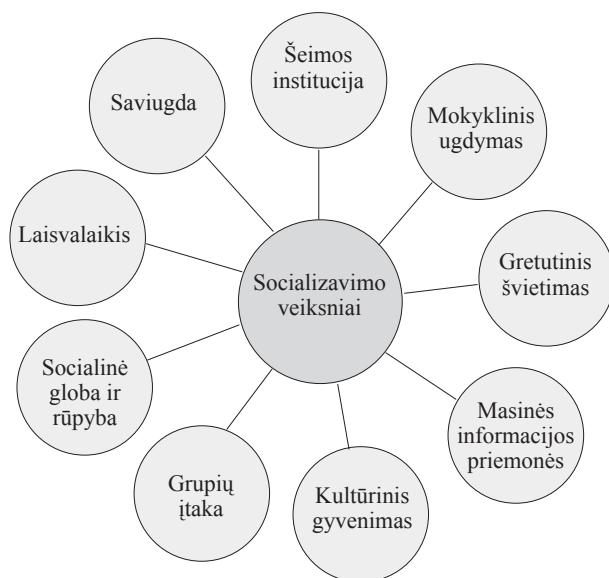 Šeimos
institucija
Mokyklinis
ugdymas
Gretutinis
švietimas
Masinės
informacijos
priemonės
Kultūrinis
gyvenimas
Grupių
įtaka
Socialinė
globa ir
rūpyba
Laisvalaikis
Saviugda
Socializavimo
veiksniai